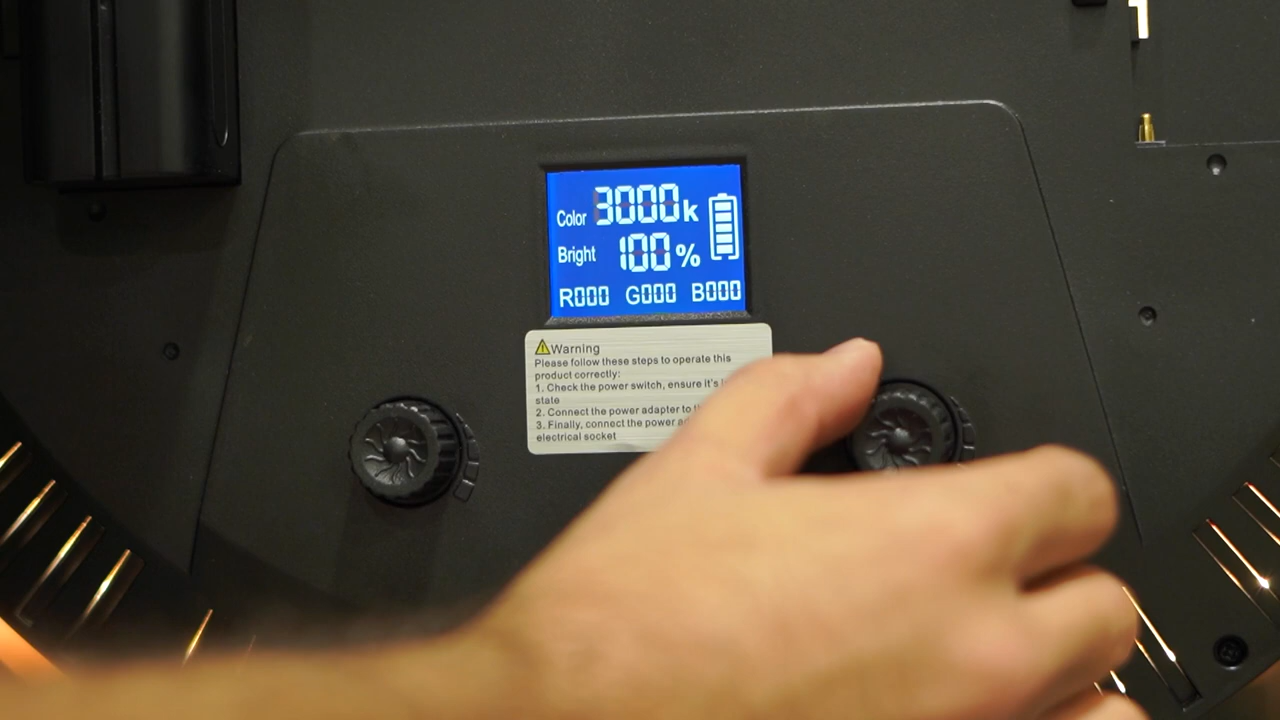 Color 3000k
Bright 100%
R000 G000 B000
Warning
Please follow these steps to operate this
product correctly:
1. Check the power switch, ensure it's
state
2. Connect the power adapter to
3. Finally, connect the power
electrical socket